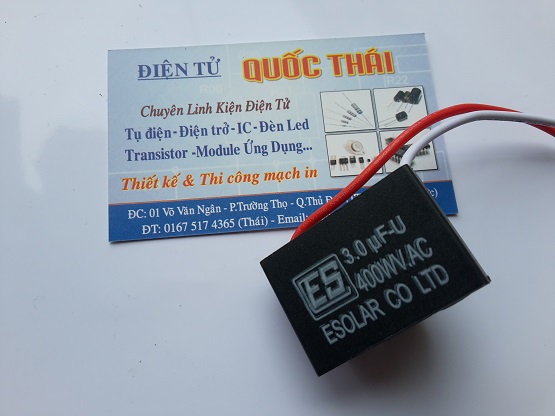 ĐIỆN TỬ QUỐC THÁI
Chuyên Linh Kiện Điện Tử
Tụ điện - Điện trở - IC - Đèn Led
Transistor - Module Ứng Dụng...
Thiết kế & Thi công mạch in
ĐC: 01 Võ Văn Ngân - P.Trường Thọ - Q.Thủ
ĐT: 0167 517 4365 (Thái) - Email:
ES
3.0 µF-U
400WV.AC
ESOLAR CO LTD